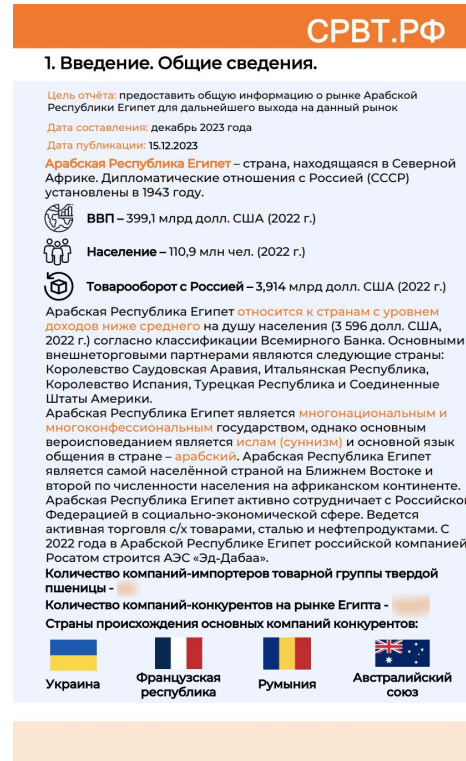 СРВТ.РФ
1. Введение. Общие сведения.
Цель отчёта: предоставить общую информацию о рынке Арабской
Республики Египет для дальнейшего выхода на данный рынок
Дата составления: декабрь 2023 года
Дата публикации: 15.12.2023
Арабская Республика Египет – страна, находящаяся в Северной
Африке. Дипломатические отношения с Россией (СССР)
установлены в 1943 году.
ВВП – 399,1 млрд долл. США (2022 г.)
Население – 110,9 млн чел. (2022 г.)
Товарооборот с Россией – 3,914 млрд долл. США (2022 г.)
Арабская Республика Египет относится к странам с уровнем
доходов ниже среднего на душу населения (3 596 долл. США,
2022 г.) согласно классификации Всемирного Банка. Основными
внешнеторговыми партнерами являются следующие страны:
Королевство Саудовская Аравия, Итальянская Республика,
Королевство Испания, Турецкая Республика и Соединенные
Штаты Америки.
Арабская Республика Египет является многонациональным и
многоконфессиональным государством, однако основным
вероисповеданием является ислам (суннизм) и основной язык
общения в стране – арабский. Арабская Республика Египет
является самой населённой страной на Ближнем Востоке и
второй по численности населения на африканском континенте.
Арабская Республика Египет активно сотрудничает с Российско
Федерацией в социально-экономической сфере. Ведется
активная торговля с/х товарами, сталью и нефтепродуктами. С
2022 года в Арабской Республике Египет российской компанией
Росатом строится АЭС «Эд-Дабаа».
Количество компаний-импортеров товарной группы твердой
пшеницы -
Количество компаний-конкурентов на рынке Египта -
Страны происхождения основных компаний конкурентов:
Украина
Французская
республика
Румыния
Австралийский
союз